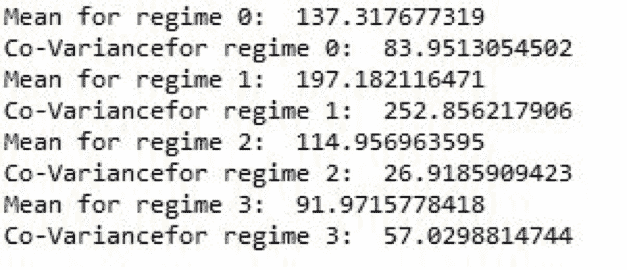 Mean for regime 0:  137.317677319
Co-Variancefor regime 0:  83.9513054502
Mean for regime 1:  197.182116471
Co-Variancefor regime 1:  252.856217906
Mean for regime 2:  114.956963595
Co-Variancefor regime 2:  26.9185909423
Mean for regime 3:  91.9715778418
Co-Variancefor regime 3:  57.0298814744